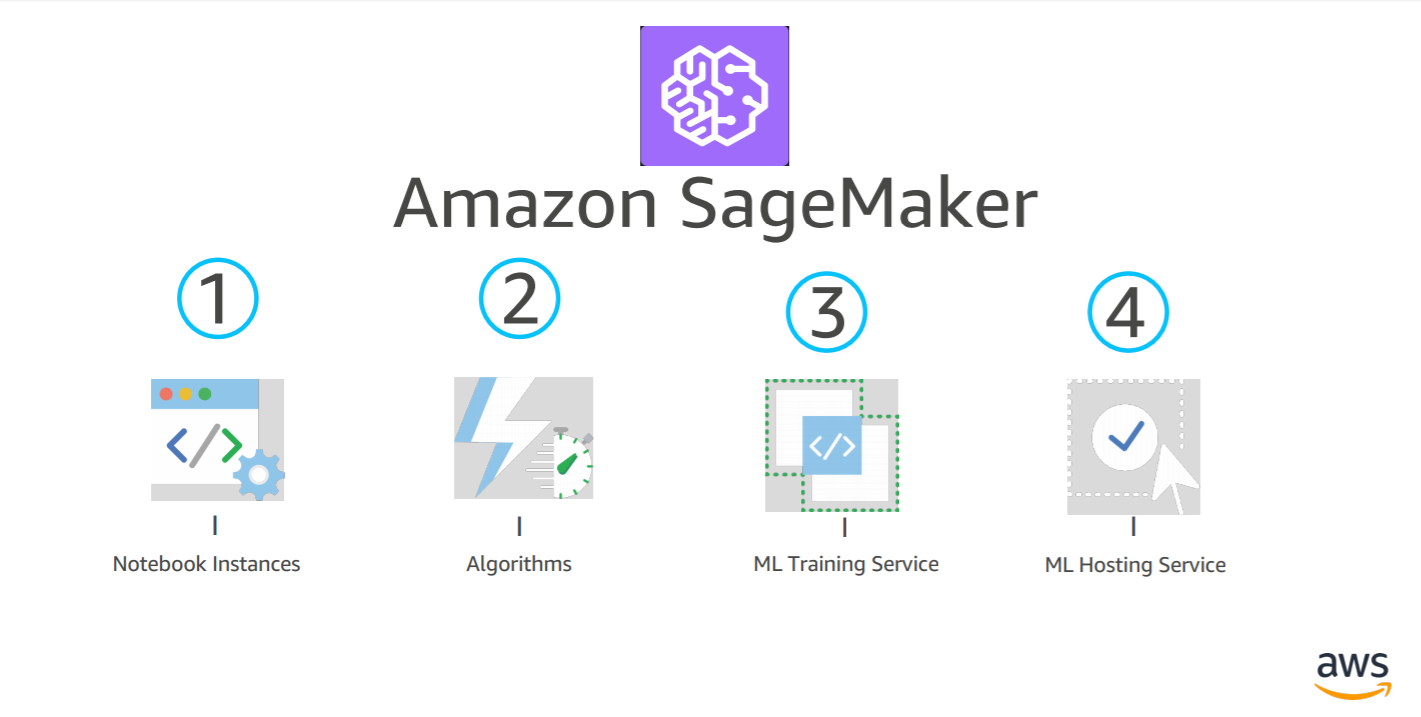 Amazon SageMaker
1 2 3 4
</>
</>
Notebook Instances Algorithms ML Training Service ML Hosting Service
aws